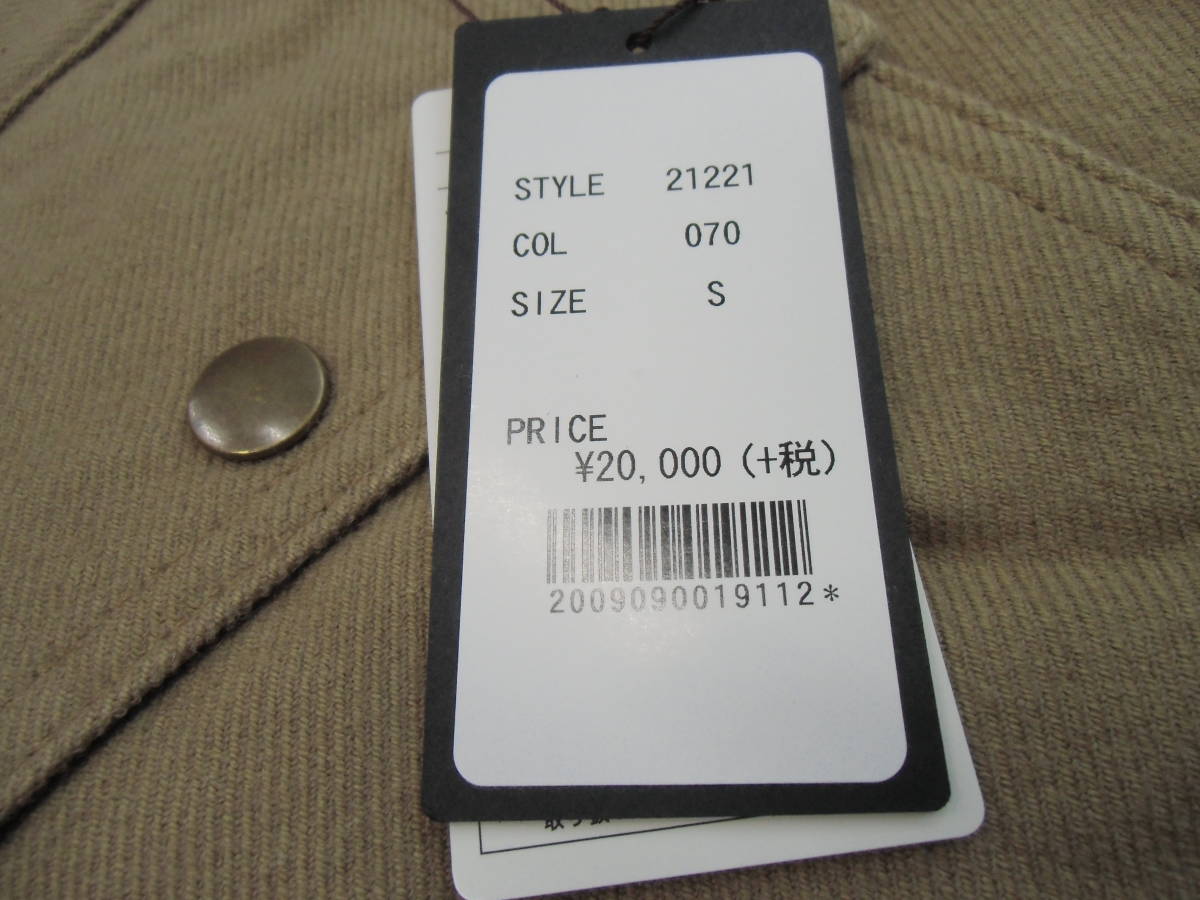 STYLE 21221
COL 070
SIZE S
PRICE
¥20,000 (+税)
2009090019112*